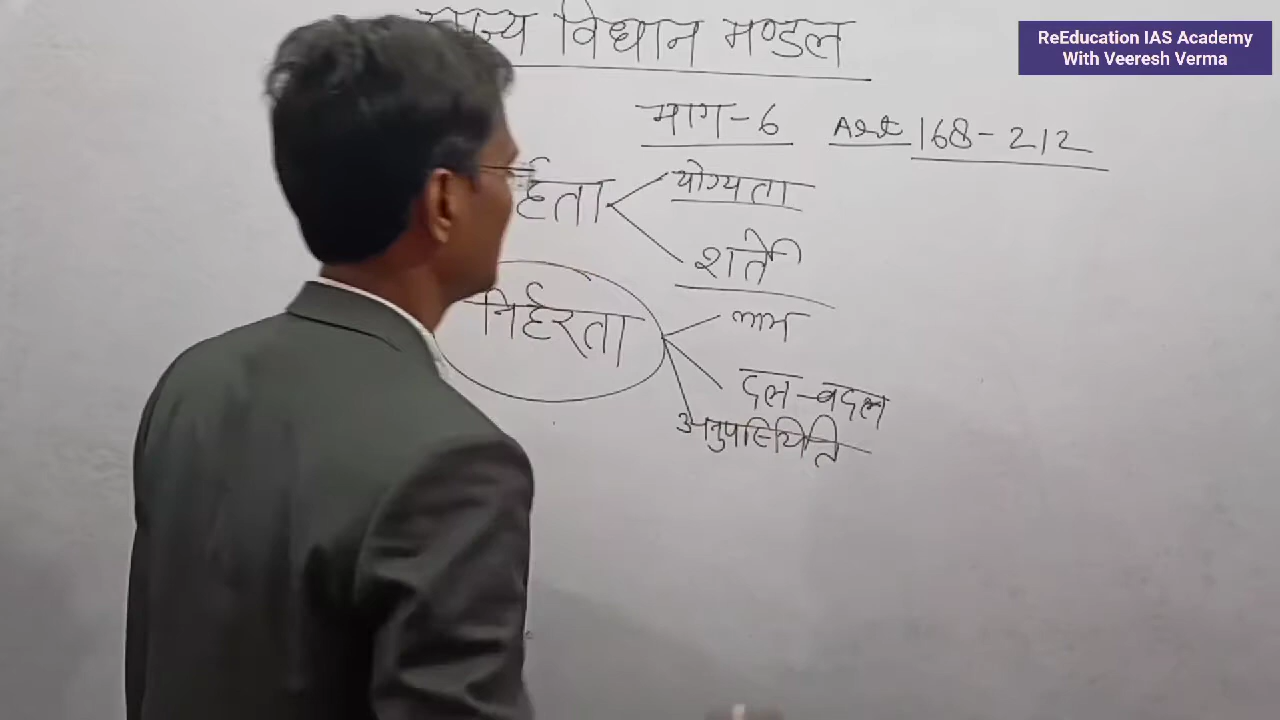 राज्य विधान मण्डल
ReEducation IAS Academy
With Veeresh Verma
भाग-6 Art 168-212
र्हता
योग्यता
शर्ते
निर्हरता
लाभ
दल-बदल
अनुपस्थिति